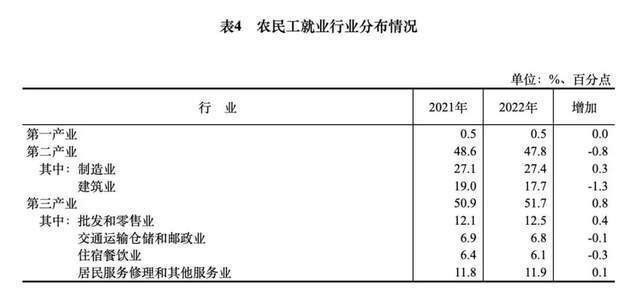 表4 农民工就业行业分布情况
单位：%、百分点
行 业 2021年 2022年 增加
第一产业 0.5 0.5 0.0
第二产业 48.6 47.8 -0.8
其中：制造业 27.1 27.4 0.3
建筑业 19.0 17.7 -1.3
第三产业 50.9 51.7 0.8
其中：批发和零售业 12.1 12.5 0.4
交通运输仓储和邮政业 6.9 6.8 -0.1
住宿餐饮业 6.4 6.1 -0.3
居民服务修理和其他服务业 11.8 11.9 0.1